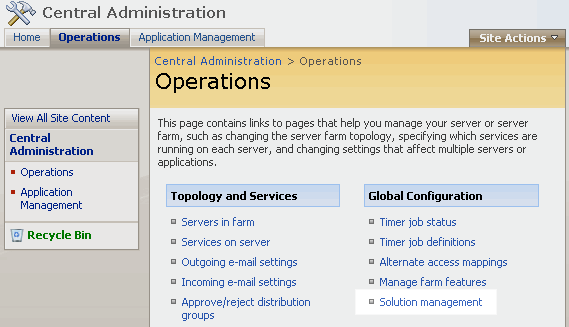 Central Administration
Home
Operations
Application Management
Site Actions
Central Administration > Operations
Operations
View All Site Content
Central
Administration
Operations
Application
Management
Recycle Bin
This page contains links to pages that help you manage your server or server
farm, such as changing the server farm topology, specifying which services are
running on each server, and changing settings that affect multiple servers or
applications.
Topology and Services
Servers in farm
Services on server
Outgoing e-mail settings
Incoming e-mail settings
Approve/reject distribution
groups
Global Configuration
Timer job status
Timer job definitions
Alternate access mappings
Manage farm features
Solution management